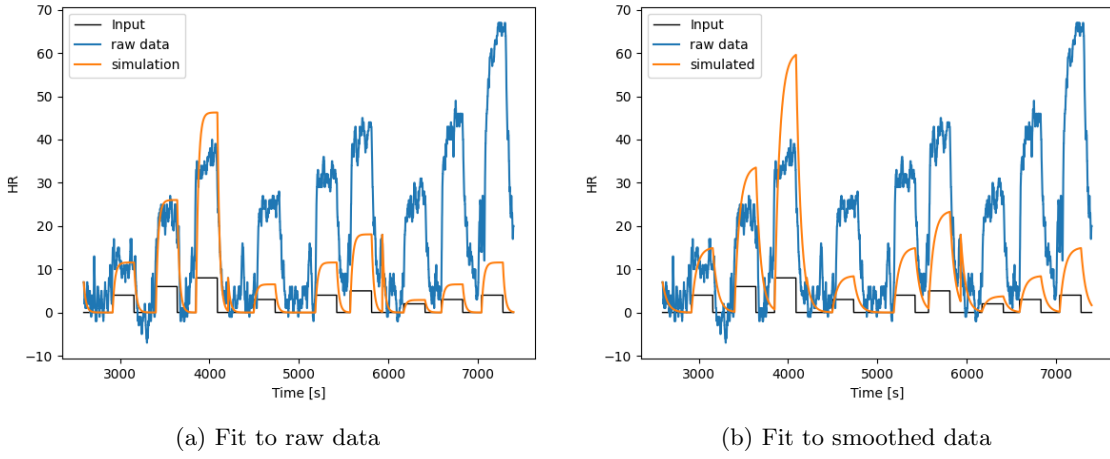 70
60
50
40
30
20
10
0
−10
HR
Input
raw data
simulation
3000 4000 5000 6000 7000
Time [s]
(a) Fit to raw data
70
60
50
40
30
20
10
0
−10
HR
Input
raw data
simulated
3000 4000 5000 6000 7000
Time [s]
(b) Fit to smoothed data